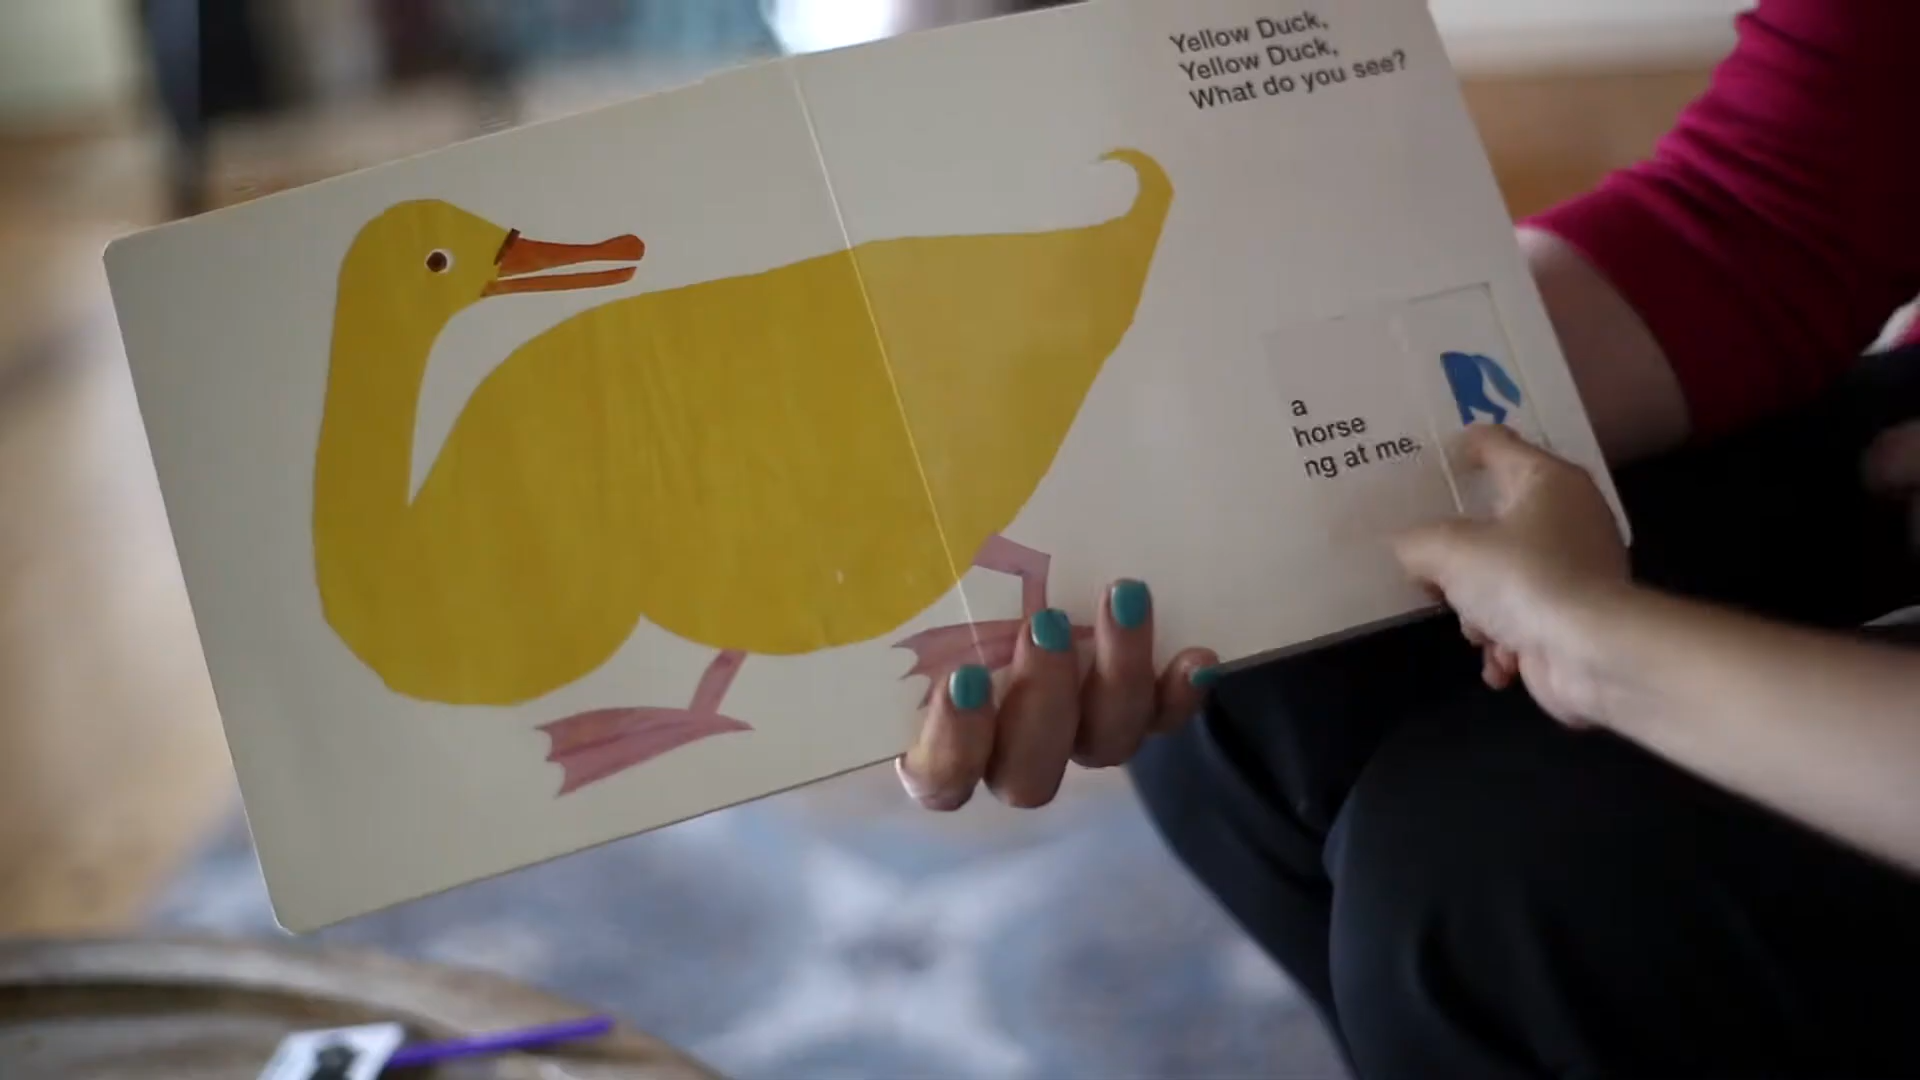 Yellow Duck,
Yellow Duck,
What do you see?
a
horse
ng at me.